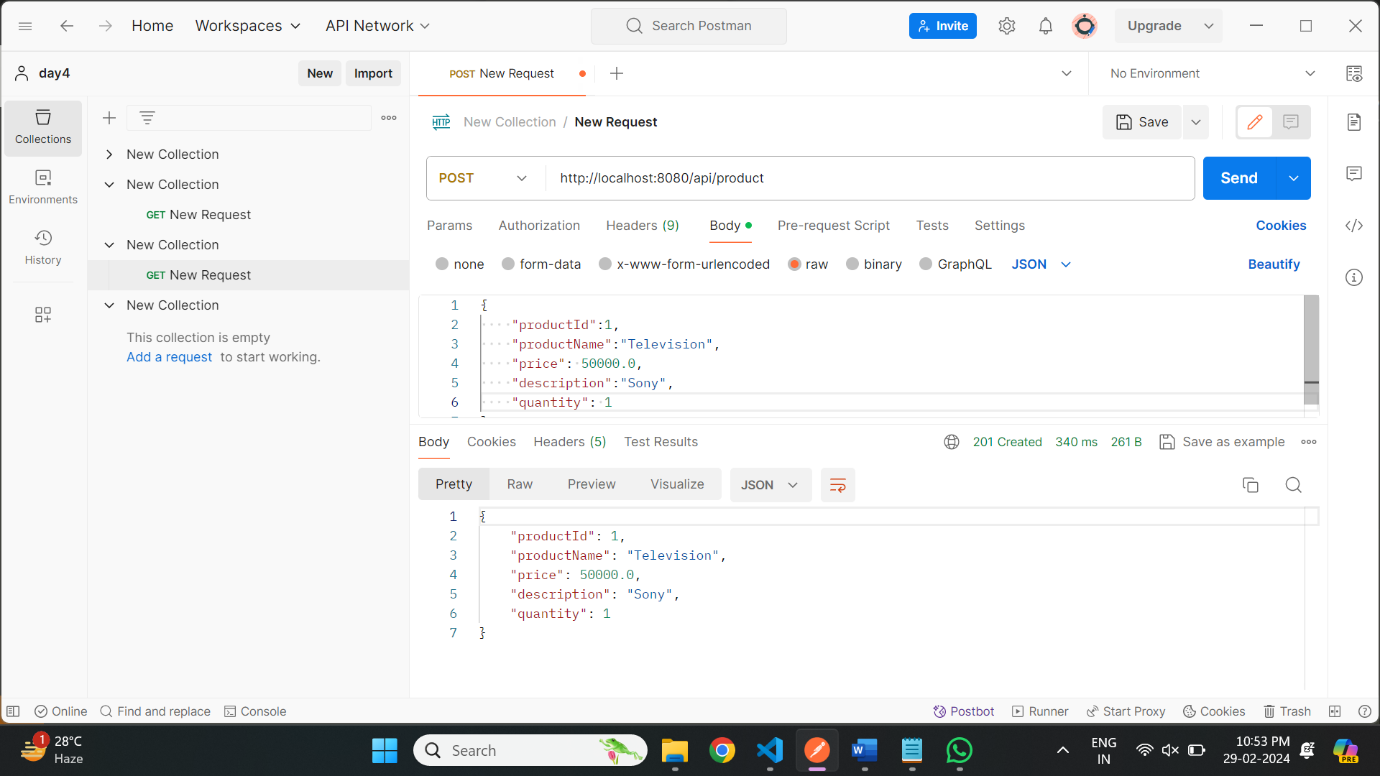 Home
Workspaces
API Network
Search Postman
Invite
Upgrade
day4
New
Import
POST New Request
No Environment
Collections
Environments
History
New Collection
New Collection
GET New Request
New Collection
GET New Request
New Collection
This collection is empty
Add a request to start working.
HTTP New Collection / New Request
Save
POST
http://localhost:8080/api/product
Send
Params Authorization Headers (9) Body Pre-request Script Tests Settings
Cookies
none form-data x-www-form-urlencoded raw binary GraphQL JSON
Beautify
1 {
2 "productId":1,
3 "productName":"Television",
4 "price": 50000.0,
5 "description":"Sony",
6 "quantity": 1
Body Cookies Headers (5) Test Results
201 Created 340 ms 261 B Save as example
Pretty Raw Preview Visualize JSON
1 {
2 "productId": 1,
3 "productName": "Television",
4 "price": 50000.0,
5 "description": "Sony",
6 "quantity": 1
7 }
Online Find and replace Console
Postbot Runner Start Proxy Cookies Trash
1
28°C
Haze
Search
W
ENG
IN
10:53 PM
29-02-2024
PRE